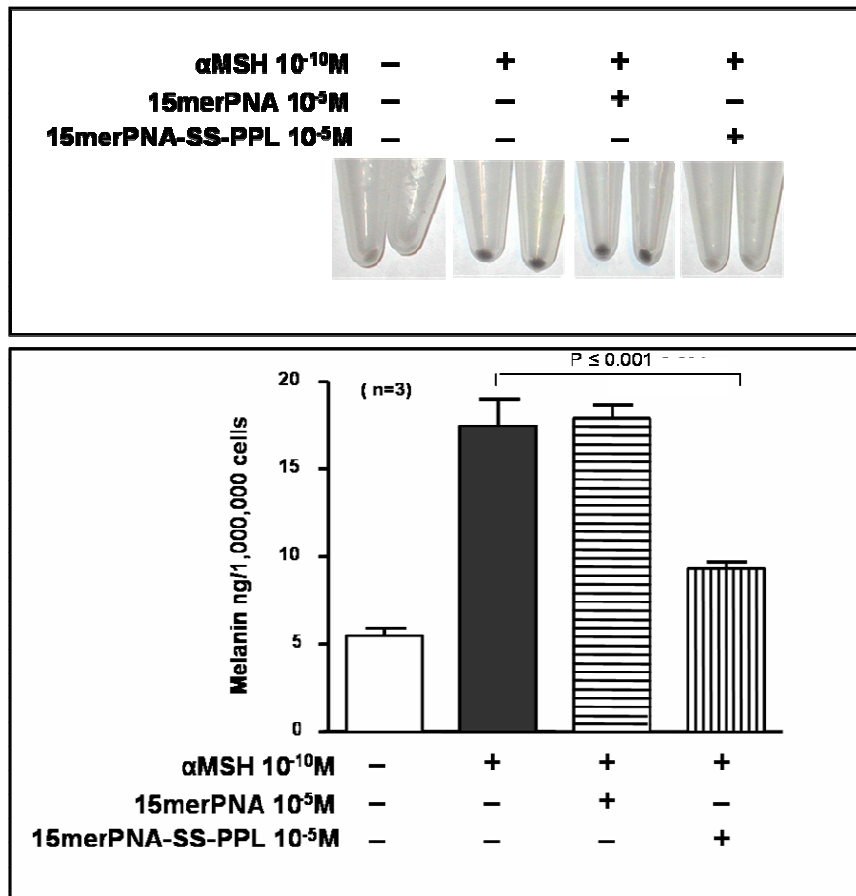 αMSH 10⁻¹⁰M – + + +
15merPNA 10⁻⁵M – – + –
15merPNA-SS-PPL 10⁻⁵M – – – +
P ≤ 0.001
( n=3)
20
15
10
5
0
Melanin ng/1,000,000 cells
αMSH 10⁻¹⁰M – + + +
15merPNA 10⁻⁵M – – + –
15merPNA-SS-PPL 10⁻⁵M – – – +